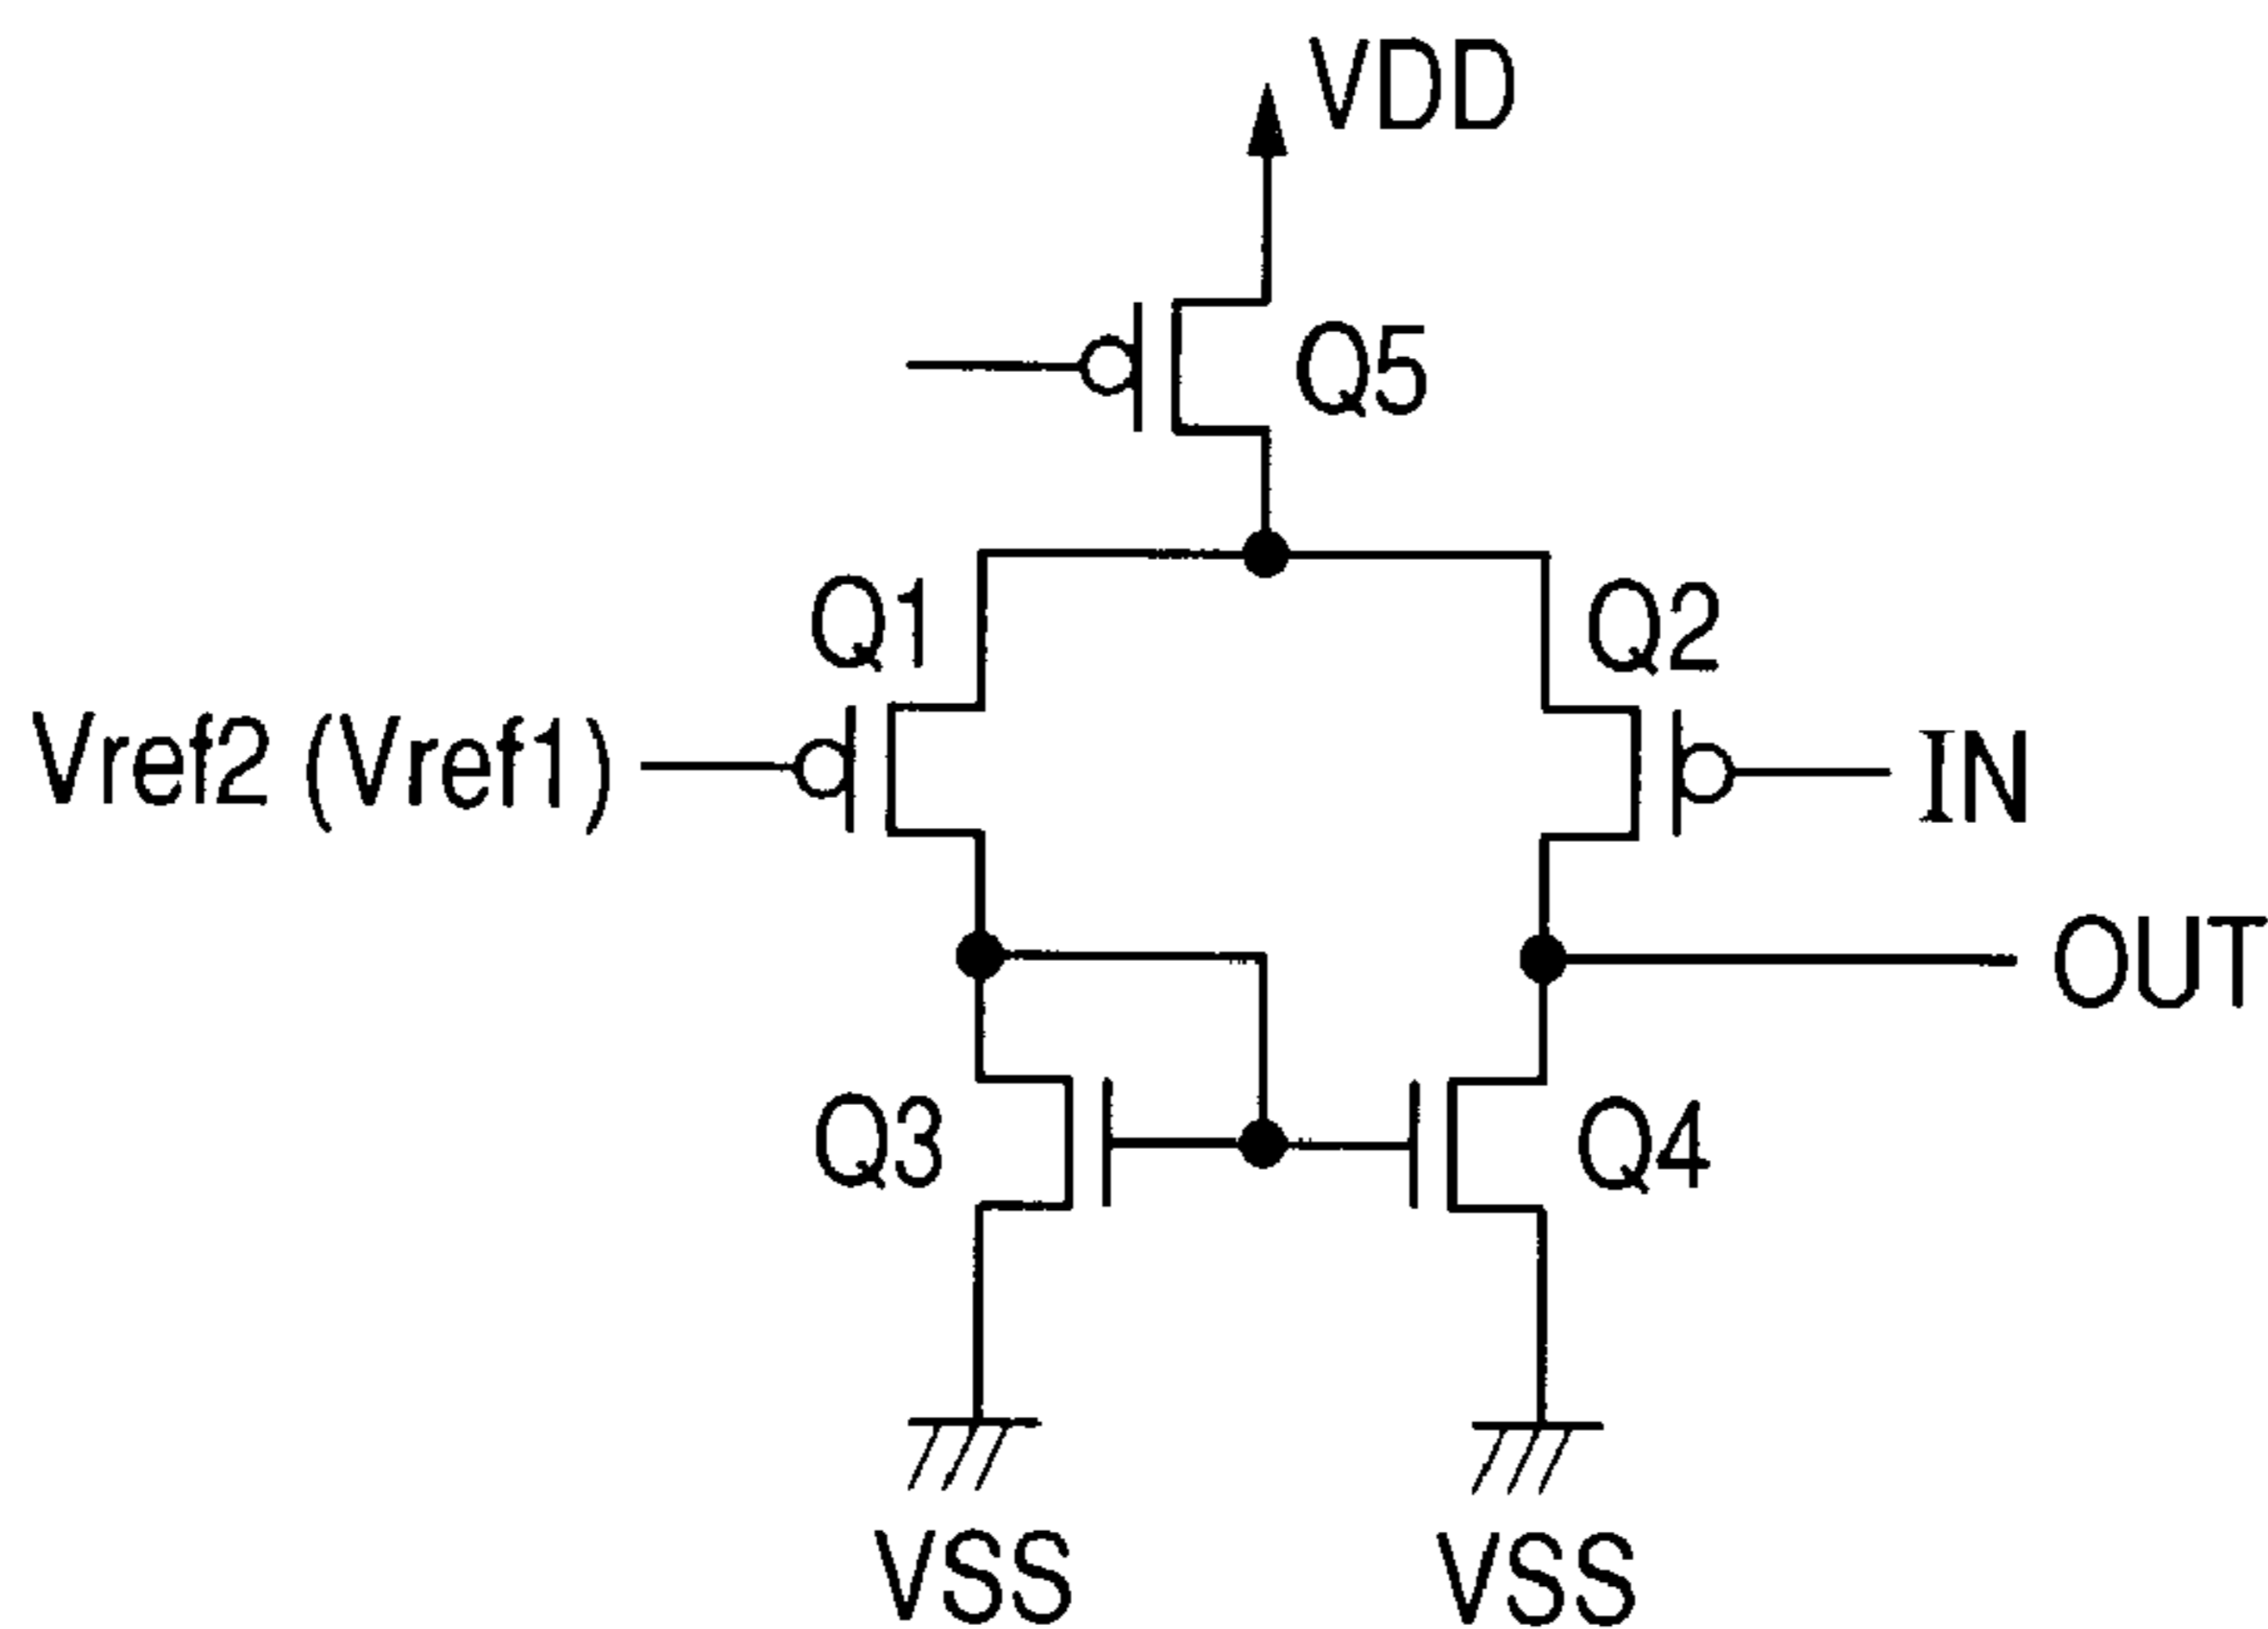 VDD
Q5
Q1
Q2
Vref2 (Vref1)
IN
OUT
Q3
Q4
VSS
VSS